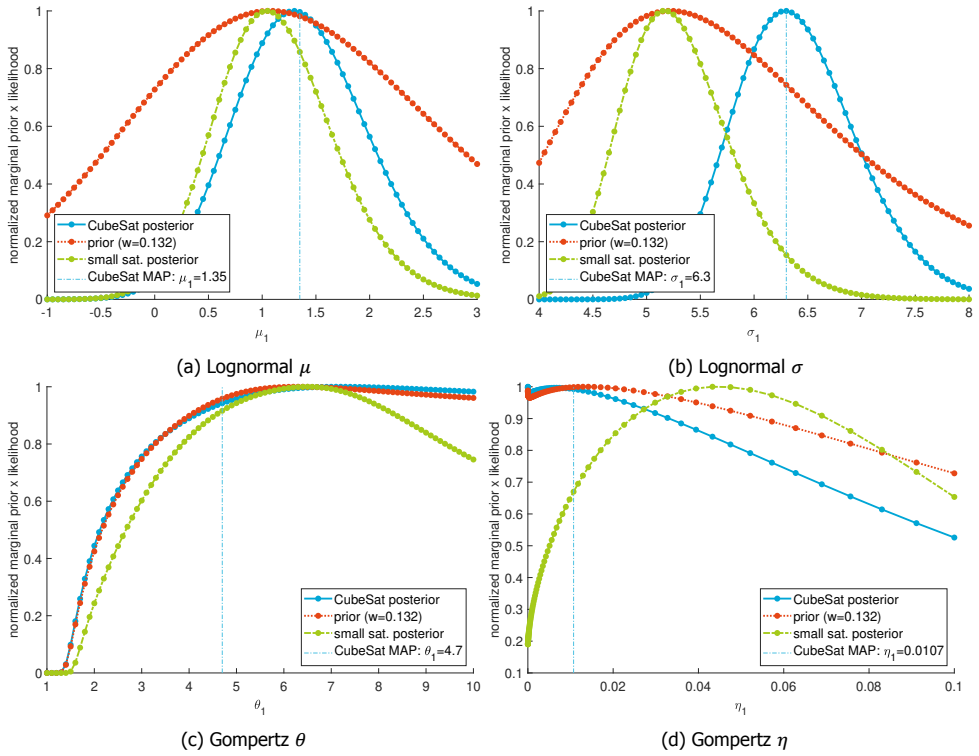 normalized marginal prior x likelihood
1
0.8
0.6
0.4
0.2
0
CubeSat posterior
prior (w=0.132)
small sat. posterior
CubeSat MAP: μ1=1.35
-1 -0.5 0 0.5 1 1.5 2 2.5 3
μ1
(a) Lognormal μ
normalized marginal prior x likelihood
1
0.8
0.6
0.4
0.2
0
CubeSat posterior
prior (w=0.132)
small sat. posterior
CubeSat MAP: σ1=6.3
4 4.5 5 5.5 6 6.5 7 7.5 8
σ1
(b) Lognormal σ
normalized marginal prior x likelihood
1
0.8
0.6
0.4
0.2
0
CubeSat posterior
prior (w=0.132)
small sat. posterior
CubeSat MAP: θ1=4.7
1 2 3 4 5 6 7 8 9 10
θ1
(c) Gompertz θ
normalized marginal prior x likelihood
1
0.9
0.8
0.7
0.6
0.5
0.4
0.3
0.2
0.1
CubeSat posterior
prior (w=0.132)
small sat. posterior
CubeSat MAP: η1=0.0107
0 0.02 0.04 0.06 0.08 0.1
η1
(d) Gompertz η